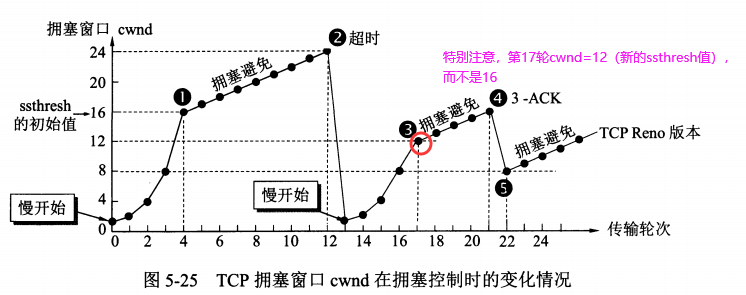 拥塞窗口 cwnd
❷ 超时
特别注意，第17轮cwnd=12（新的ssthresh值），
而不是16
24
20
16
12
8
4
0
ssthresh
的初始值
❶
拥塞避免
❸
拥塞避免
❹
3 -ACK
拥塞避免
TCP Reno 版本
❺
慢开始
慢开始
0 2 4 6 8 10 12 14 16 18 20 22 24
传输轮次
图 5-25 TCP 拥塞窗口 cwnd 在拥塞控制时的变化情况